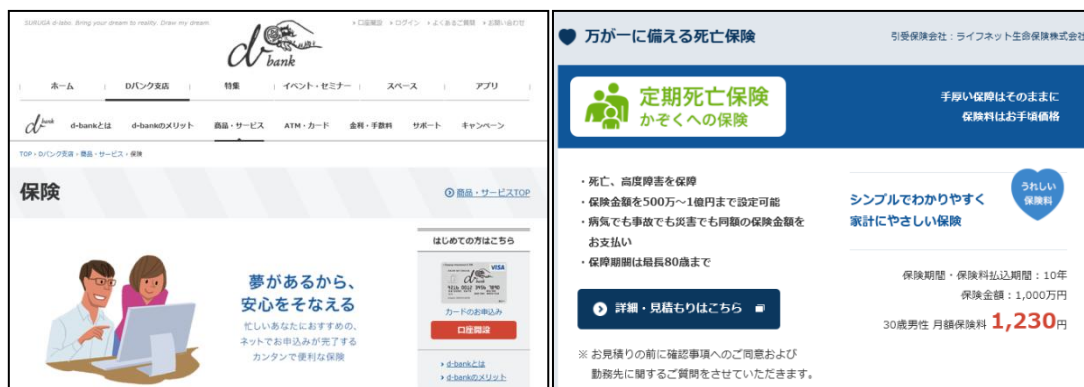 SURUGA d-labo. Bring your dream to reality. Draw my dream.
› 口座開設 › ログイン › よくあるご質問 › お問い合わせ
d bank
ホーム | Dバンク支店 | 特集 | イベント・セミナー | スペース | アプリ
d bank d-bankとは d-bankのメリット 商品・サービス ATM・カード 金利・手数料 サポート キャンペーン
TOP › Dバンク支店 › 商品・サービス › 保険
保険
商品・サービスTOP
夢があるから、
安心をそなえる
忙しいあなたにおすすめの、
ネットでお申込みが完了する
カンタンで便利な保険
はじめての方はこちら
VISA
カードのお申込み
口座開設
› d-bankとは
› d-bankのメリット
万が一に備える死亡保険
引受保険会社：ライフネット生命保険株式会社
定期死亡保険
かぞくへの保険
手厚い保障はそのままに
保険料はお手頃価格
・死亡、高度障害を保障
・保険金額を500万～1億円まで設定可能
・病気でも事故でも災害でも同額の保険金額を
お支払い
・保障期間は最長80歳まで
詳細・見積もりはこちら
※ お見積りの前に確認事項へのご同意および
勤務先に関するご質問をさせていただきます。
シンプルでわかりやすく
家計にやさしい保険
うれしい
保険料
保険期間・保険料払込期間：10年
保険金額：1,000万円
30歳男性 月額保険料 1,230円